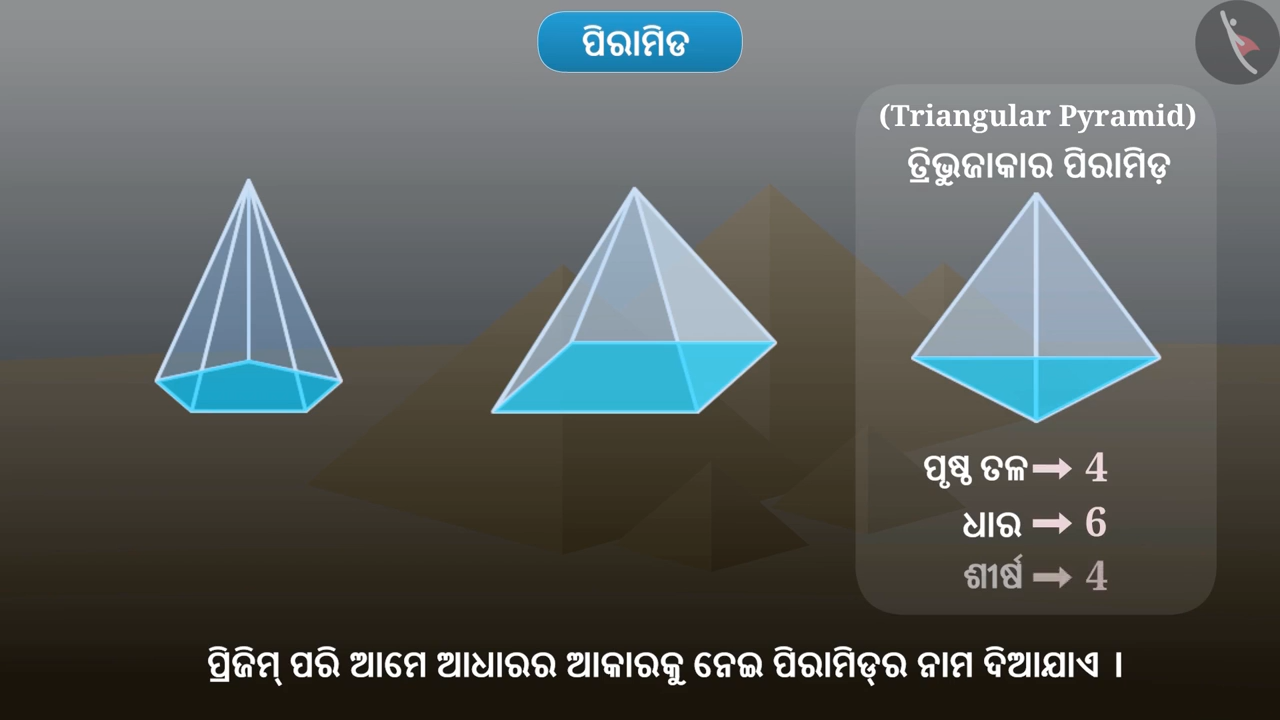 ପିରାମିଡ
(Triangular Pyramid)
ତ୍ରିଭୁଜାକାର ପିରାମିଡ଼
ପୃଷ୍ଠ ତଳ → 4
ଧାର → 6
ଶୀର୍ଷ → 4
ପ୍ରିଜିମ୍ ପରି ଆମେ ଆଧାରର ଆକାରକୁ ନେଇ ପିରାମିଡ୍‌ର ନାମ ଦିଆଯାଏ ।